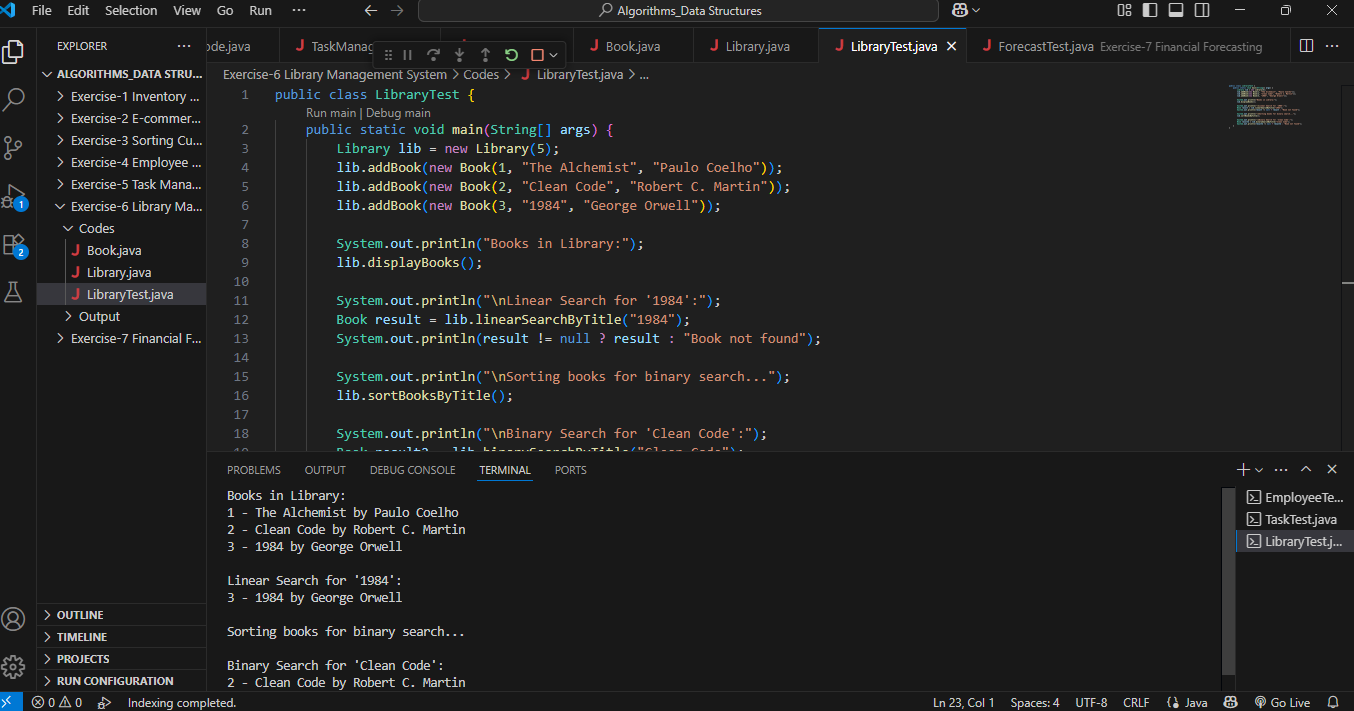 File Edit Selection View Go Run ··· Algorithms_Data Structures
EXPLORER ···
ALGORITHMS_DATA STRU...
Exercise-1 Inventory ...
Exercise-2 E-commer...
Exercise-3 Sorting Cu...
Exercise-4 Employee ...
Exercise-5 Task Mana...
Exercise-6 Library Ma...
Codes
J Book.java
J Library.java
J LibraryTest.java
Output
Exercise-7 Financial F...
OUTLINE
TIMELINE
PROJECTS
RUN CONFIGURATION
1
2
ode.java J TaskManag J Book.java J Library.java J LibraryTest.java J ForecastTest.java Exercise-7 Financial Forecasting ···
Exercise-6 Library Management System > Codes > J LibraryTest.java > ...
1 public class LibraryTest {
Run main | Debug main
2 public static void main(String[] args) {
3 Library lib = new Library(5);
4 lib.addBook(new Book(1, "The Alchemist", "Paulo Coelho"));
5 lib.addBook(new Book(2, "Clean Code", "Robert C. Martin"));
6 lib.addBook(new Book(3, "1984", "George Orwell"));
7
8 System.out.println("Books in Library:");
9 lib.displayBooks();
10
11 System.out.println("\nLinear Search for '1984':");
12 Book result = lib.linearSearchByTitle("1984");
13 System.out.println(result != null ? result : "Book not found");
14
15 System.out.println("\nSorting books for binary search...");
16 lib.sortBooksByTitle();
17
18 System.out.println("\nBinary Search for 'Clean Code':");
19 Book result2 = lib.binarySearchByTitle("Clean Code");
PROBLEMS OUTPUT DEBUG CONSOLE TERMINAL PORTS ···
Books in Library:
1 - The Alchemist by Paulo Coelho
2 - Clean Code by Robert C. Martin
3 - 1984 by George Orwell
Linear Search for '1984':
3 - 1984 by George Orwell
Sorting books for binary search...
Binary Search for 'Clean Code':
2 - Clean Code by Robert C. Martin
EmployeeTe...
TaskTest.java
LibraryTest.j...
0 0 Indexing completed. Ln 23, Col 1 Spaces: 4 UTF-8 CRLF {} Java Go Live